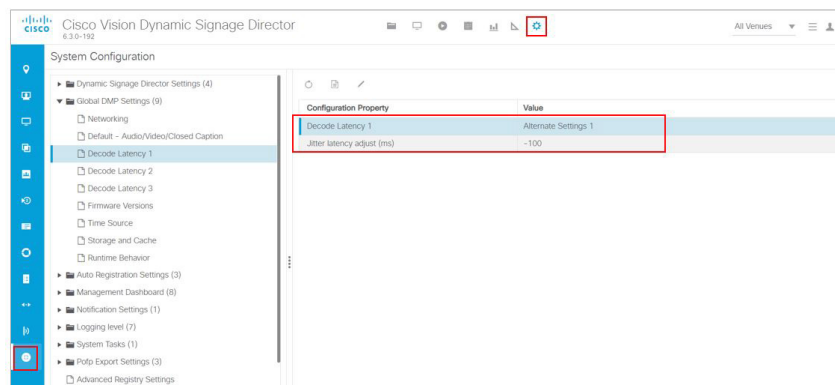 CISCO
Cisco Vision Dynamic Signage Director
6.3.0-192
All Venues
System Configuration
Dynamic Signage Director Settings (4)
Global DMP Settings (9)
Networking
Default - Audio/Video/Closed Caption
Decode Latency 1
Decode Latency 2
Decode Latency 3
Firmware Versions
Time Source
Storage and Cache
Runtime Behavior
Auto Registration Settings (3)
Management Dashboard (8)
Notification Settings (1)
Logging level (7)
System Tasks (1)
Pofp Export Settings (3)
Advanced Registry Settings
Configuration Property Value
Decode Latency 1 Alternate Settings 1
Jitter latency adjust (ms) -100